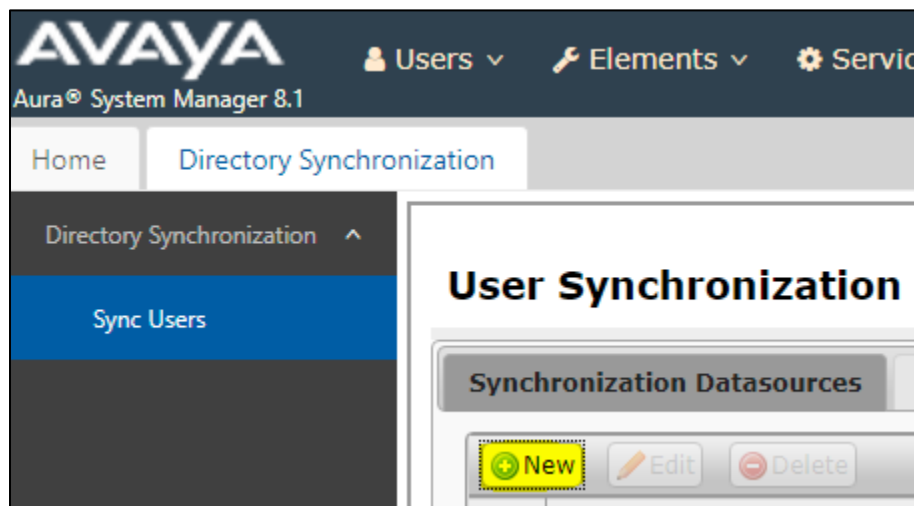 AVAYA
Aura® System Manager 8.1
Users
Elements
Home
Directory Synchronization
Directory Synchronization
Sync Users
User Synchronization
Synchronization Datasources
New
Edit
Delete